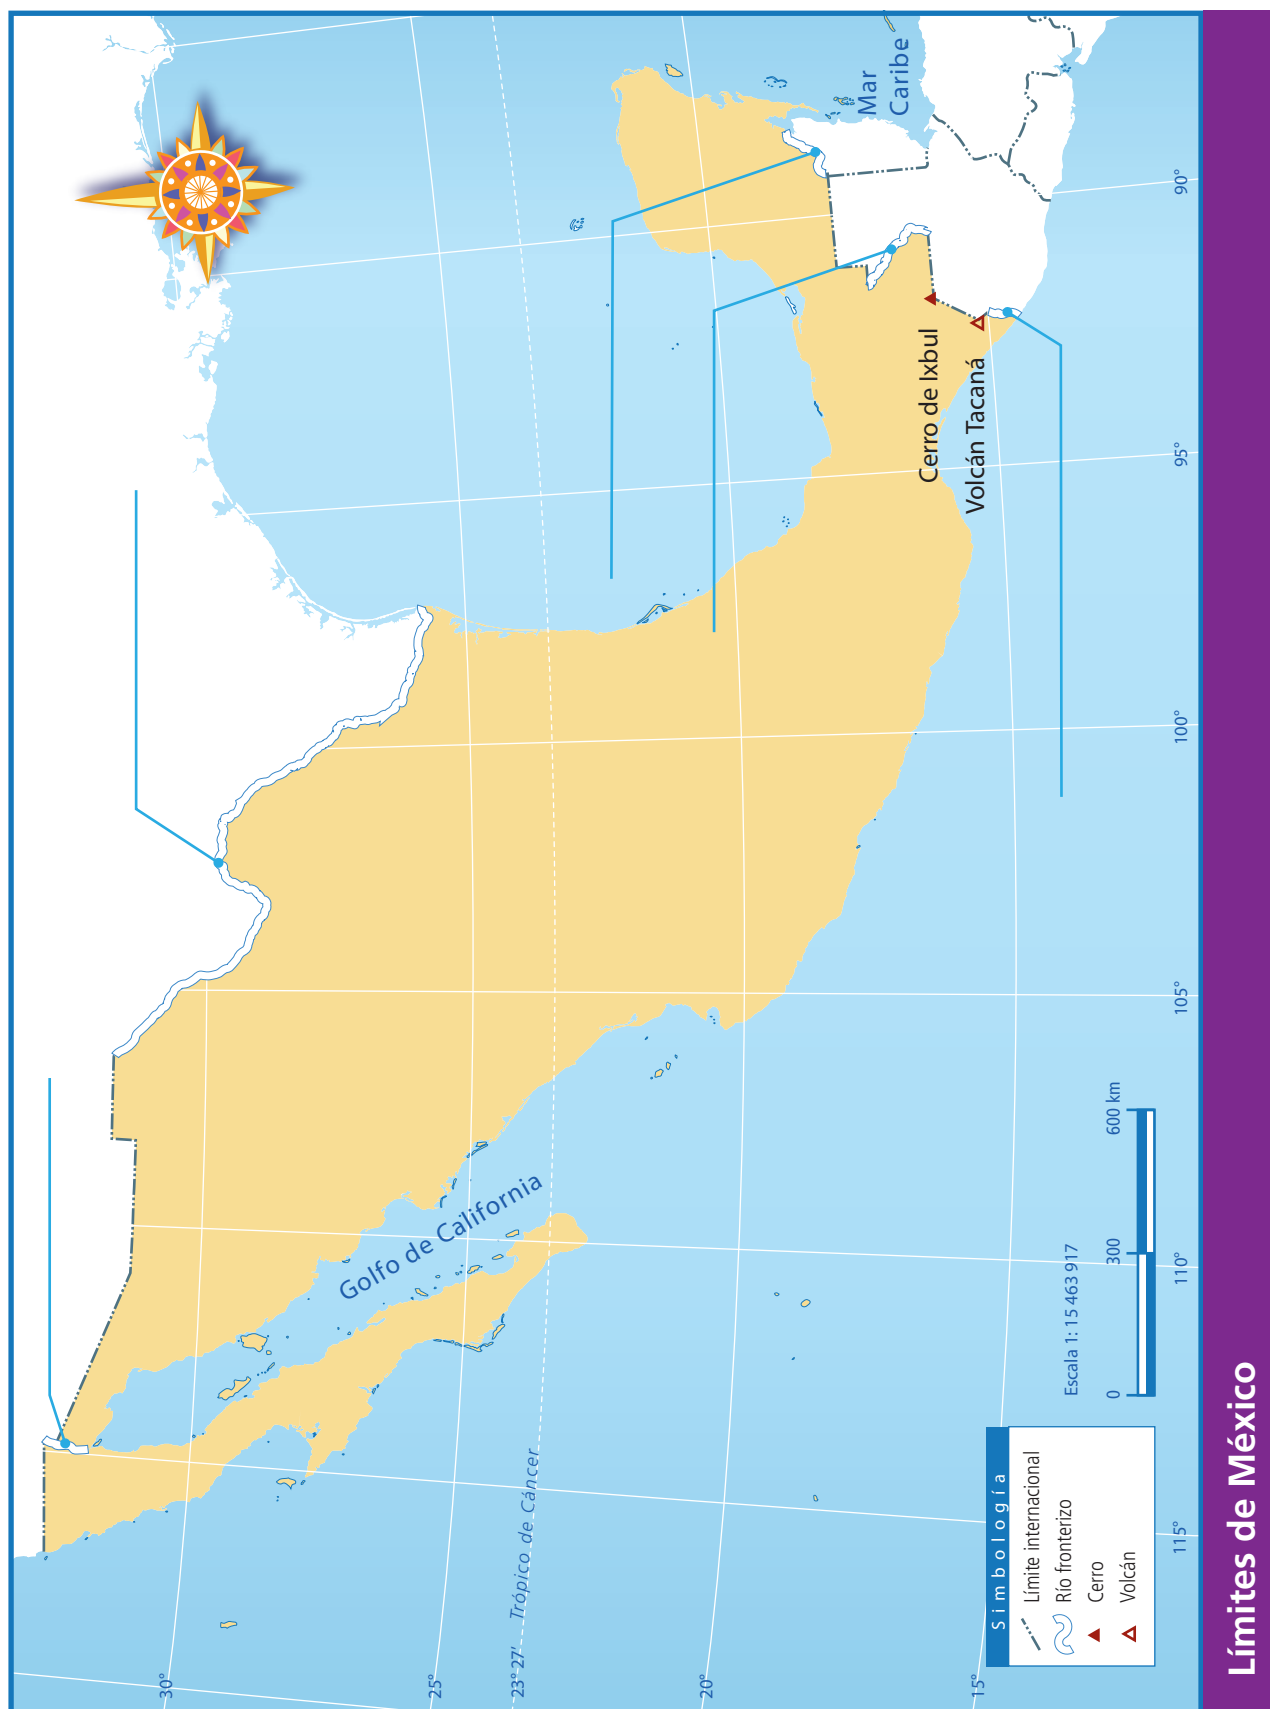 Límites de México
Mar
Caribe
Golfo de California
Cerro de Ixbul
Volcán Tacaná
Trópico de Cáncer
30°
25°
23° 27'
20°
15°
115°
110°
105°
100°
95°
90°
Simbología
Límite internacional
Río fronterizo
Cerro
Volcán
Escala 1: 15 463 917
0
300
600 km